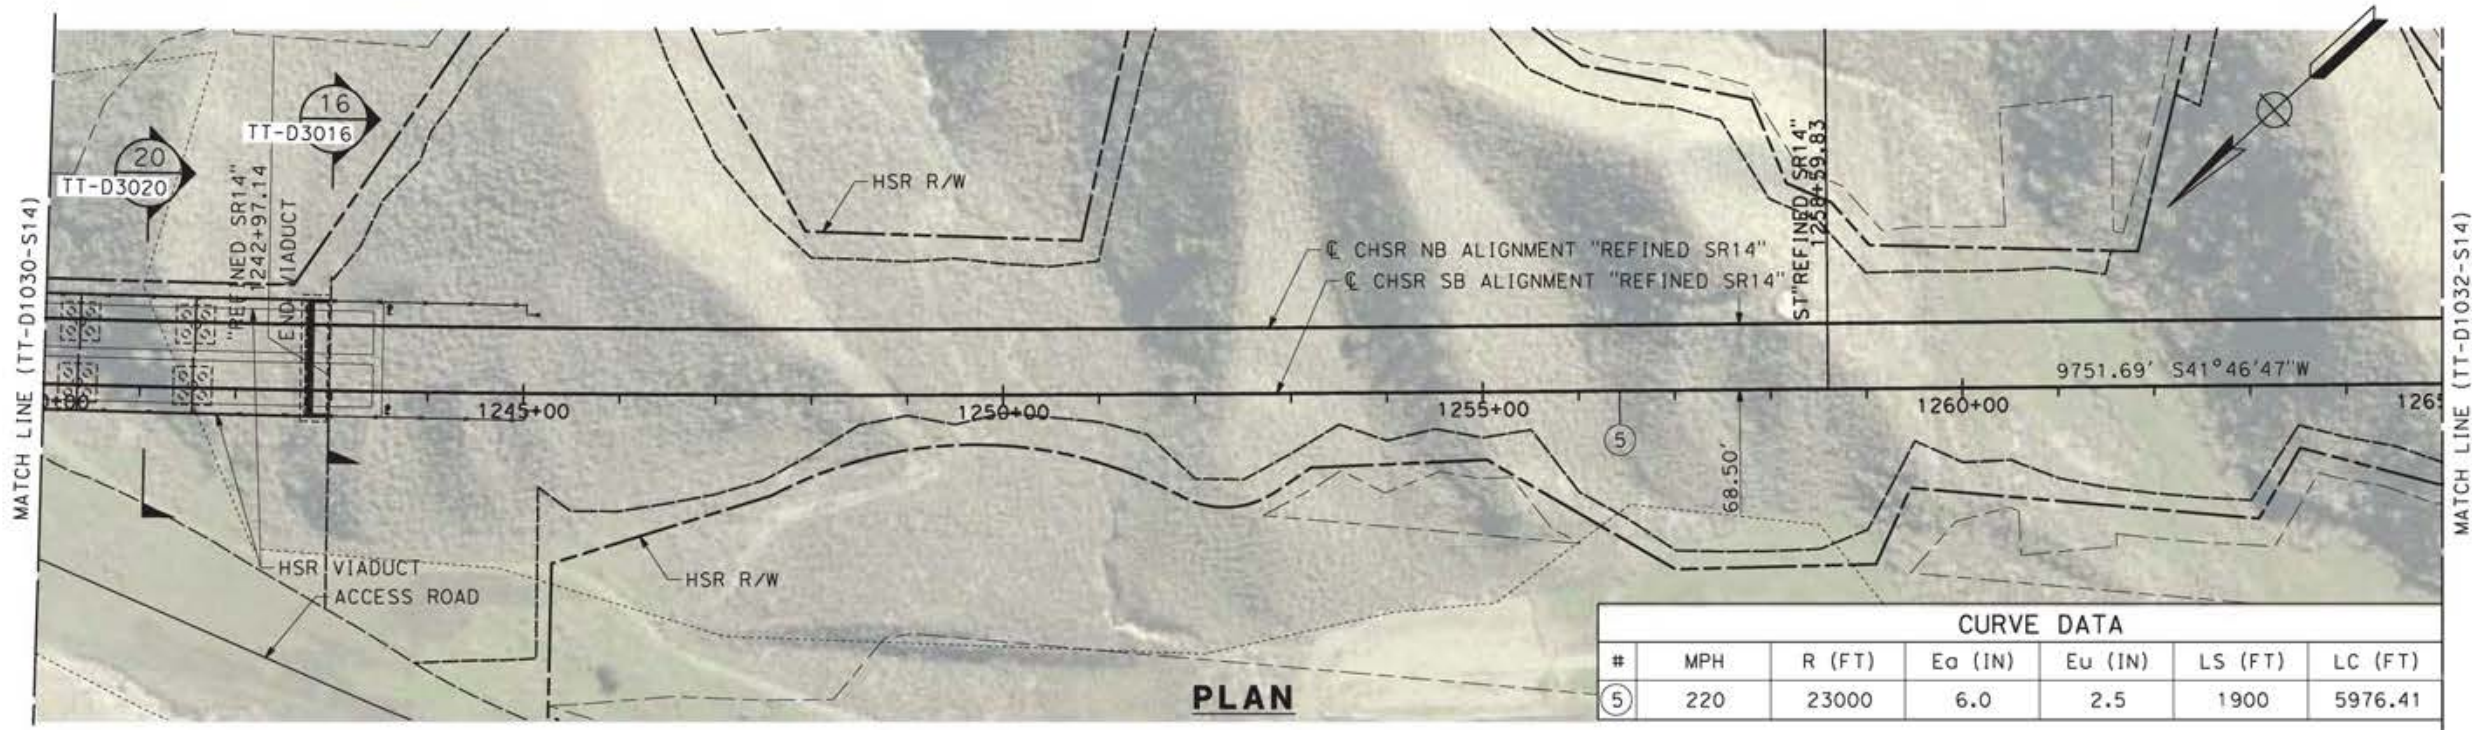 16
TT-D3016
20
TT-D3020
"REFINED SR14"
1242+97.14
END VIADUCT
HSR R/W
℄ CHSR NB ALIGNMENT "REFINED SR14"
℄ CHSR SB ALIGNMENT "REFINED SR14"
ST"REFINED SR14"
1258+59.83
MATCH LINE (TT-D1030-S14)
MATCH LINE (TT-D1032-S14)
9751.69' S41°46'47"W
+00
1245+00
1250+00
1255+00
1260+00
1265
5
68.50'
HSR VIADUCT
ACCESS ROAD
HSR R/W
PLAN
CURVE DATA
# MPH R (FT) Ea (IN) Eu (IN) LS (FT) LC (FT)
5 220 23000 6.0 2.5 1900 5976.41